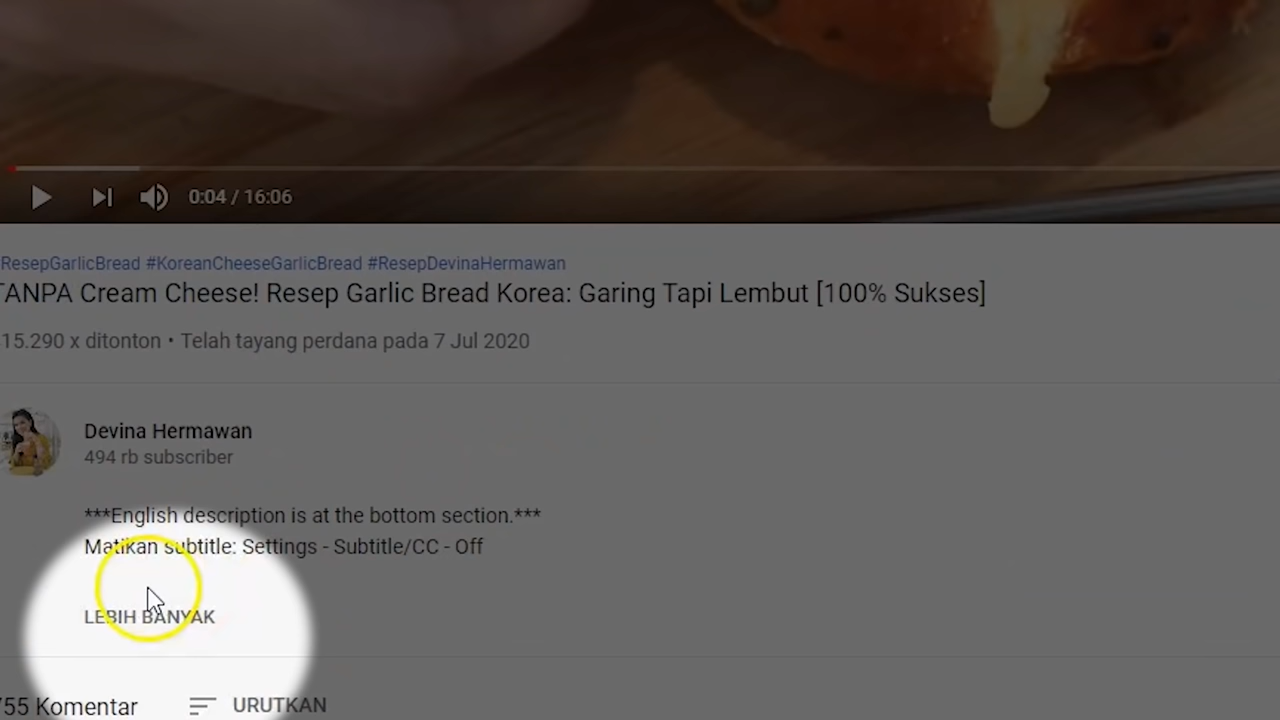 0:04 / 16:06
ResepGarlicBread #KoreanCheeseGarlicBread #ResepDevinaHermawan
TANPA Cream Cheese! Resep Garlic Bread Korea: Garing Tapi Lembut [100% Sukses]
15.290 x ditonton • Telah tayang perdana pada 7 Jul 2020
Devina Hermawan
494 rb subscriber
***English description is at the bottom section.***
Matikan subtitle: Settings - Subtitle/CC - Off
LEBIH BANYAK
755 Komentar
URUTKAN